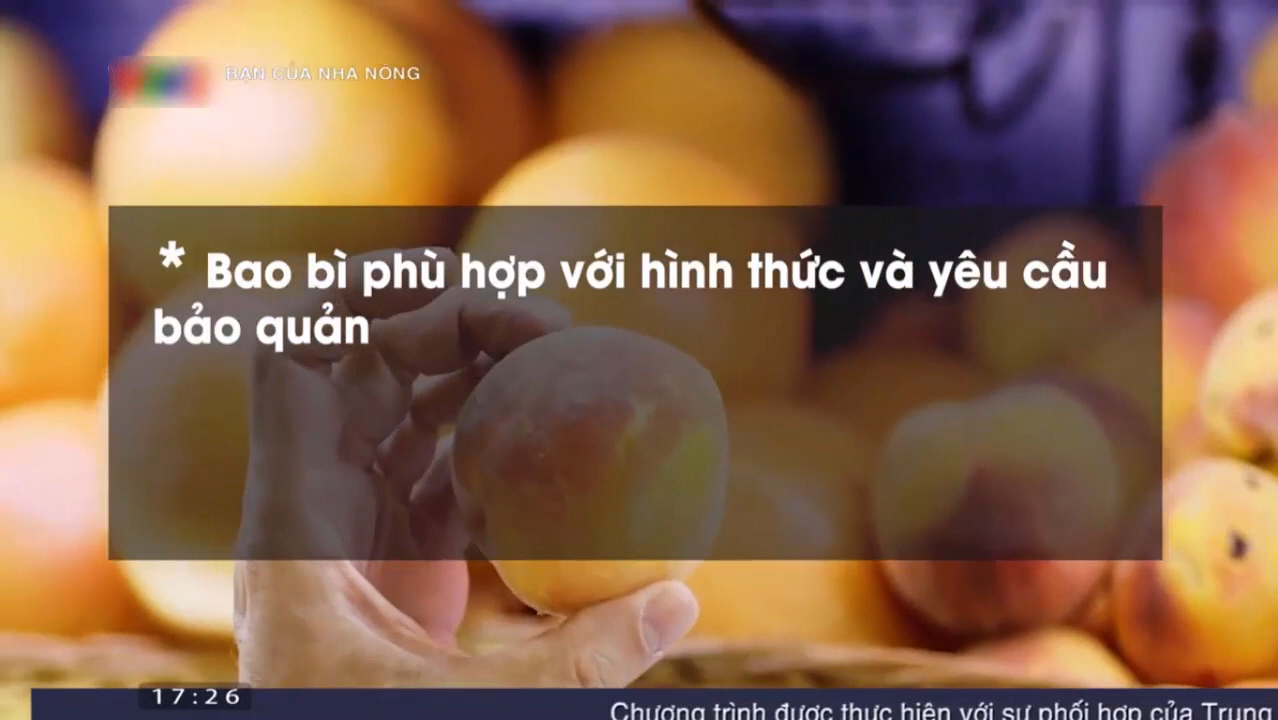 BẠN CỦA NHÀ NÔNG
* Bao bì phù hợp với hình thức và yêu cầu
bảo quản
17:26
Chương trình được thực hiện với sự phối hợp của Trung